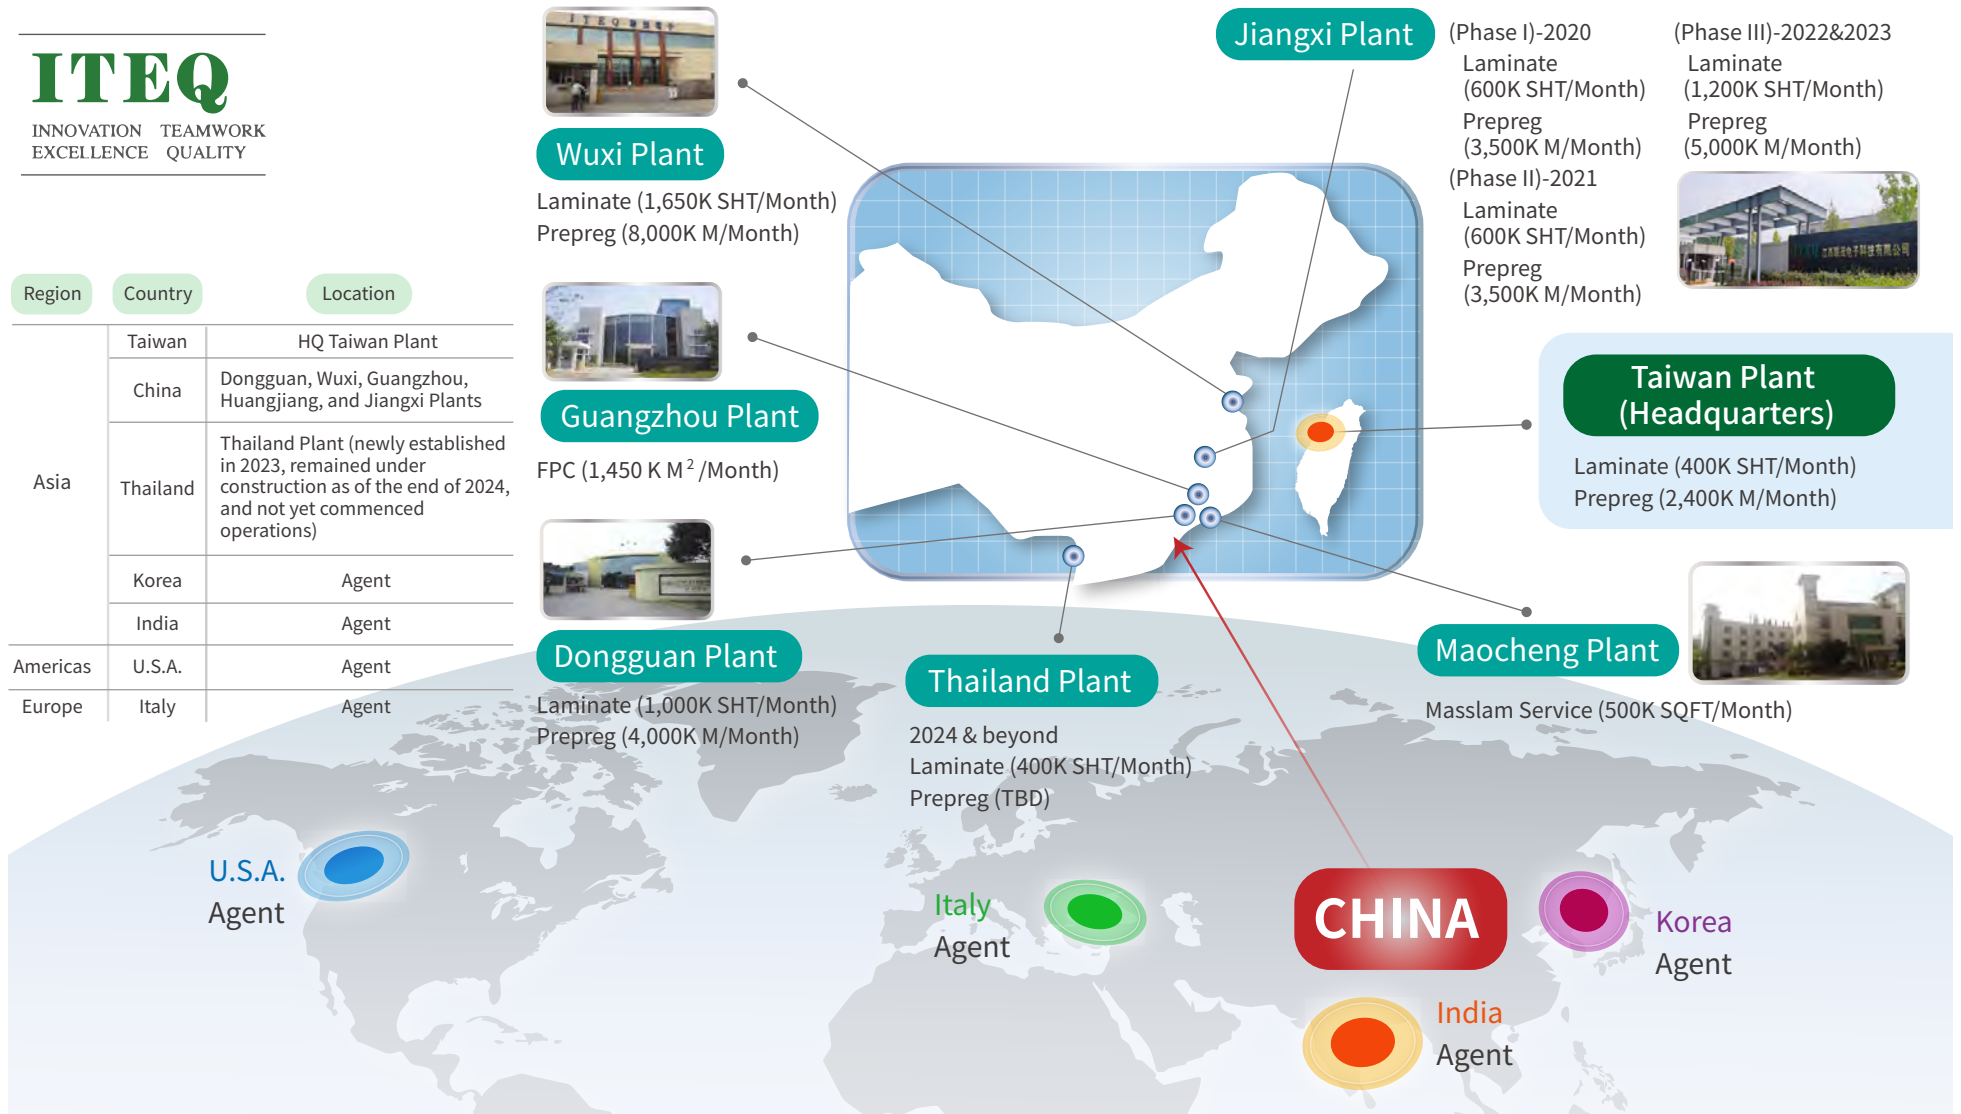 ITEQ
INNOVATION TEAMWORK
EXCELLENCE QUALITY
Region Country Location
Asia
Taiwan
HQ Taiwan Plant
China
Dongguan, Wuxi, Guangzhou,
Huangjiang, and Jiangxi Plants
Thailand
Thailand Plant (newly established
in 2023, remained under
construction as of the end of 2024,
and not yet commenced
operations)
Korea Agent
India Agent
Americas U.S.A. Agent
Europe Italy Agent
Wuxi Plant
Laminate (1,650K SHT/Month)
Prepreg (8,000K M/Month)
Guangzhou Plant
FPC (1,450 K M² /Month)
Dongguan Plant
Laminate (1,000K SHT/Month)
Prepreg (4,000K M/Month)
Thailand Plant
2024 & beyond
Laminate (400K SHT/Month)
Prepreg (TBD)
Jiangxi Plant
(Phase I)-2020
Laminate
(600K SHT/Month)
Prepreg
(3,500K M/Month)
(Phase II)-2021
Laminate
(600K SHT/Month)
Prepreg
(3,500K M/Month)
(Phase III)-2022&2023
Laminate
(1,200K SHT/Month)
Prepreg
(5,000K M/Month)
Taiwan Plant
(Headquarters)
Laminate (400K SHT/Month)
Prepreg (2,400K M/Month)
Maocheng Plant
Masslam Service (500K SQFT/Month)
U.S.A.
Agent
Italy
Agent
CHINA
Korea
Agent
India
Agent